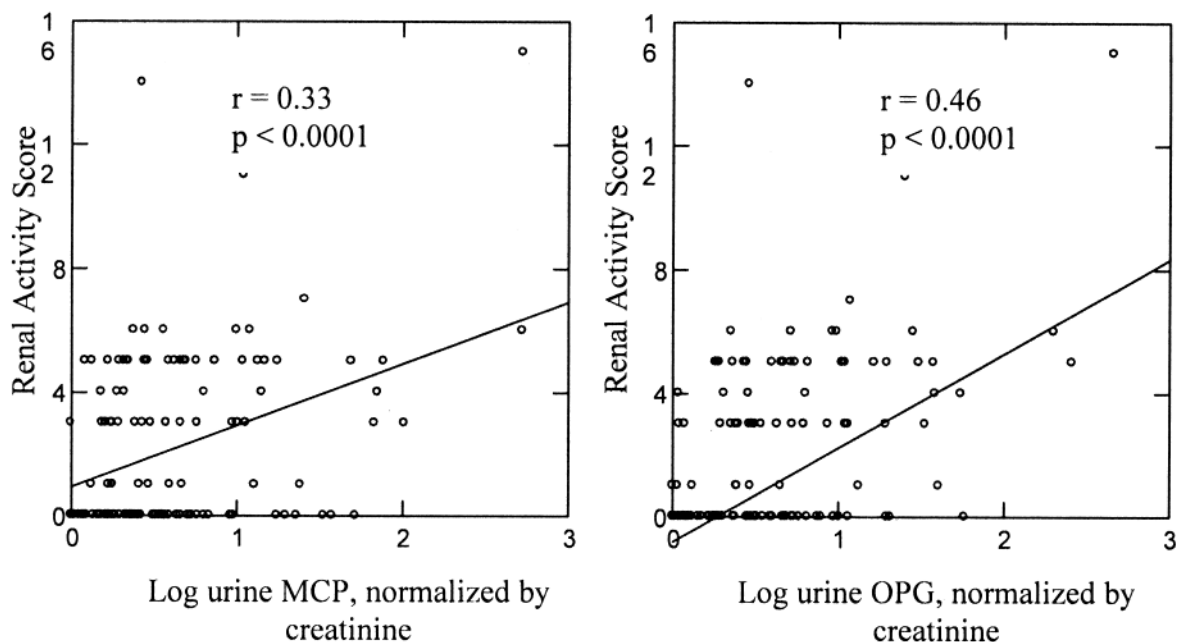 Renal Activity Score
1
6
1
2
8
4
0
r = 0.33
p < 0.0001
0
1
2
3
Log urine MCP, normalized by
creatinine
Renal Activity Score
1
6
1
2
8
4
0
r = 0.46
p < 0.0001
0
1
2
3
Log urine OPG, normalized by
creatinine